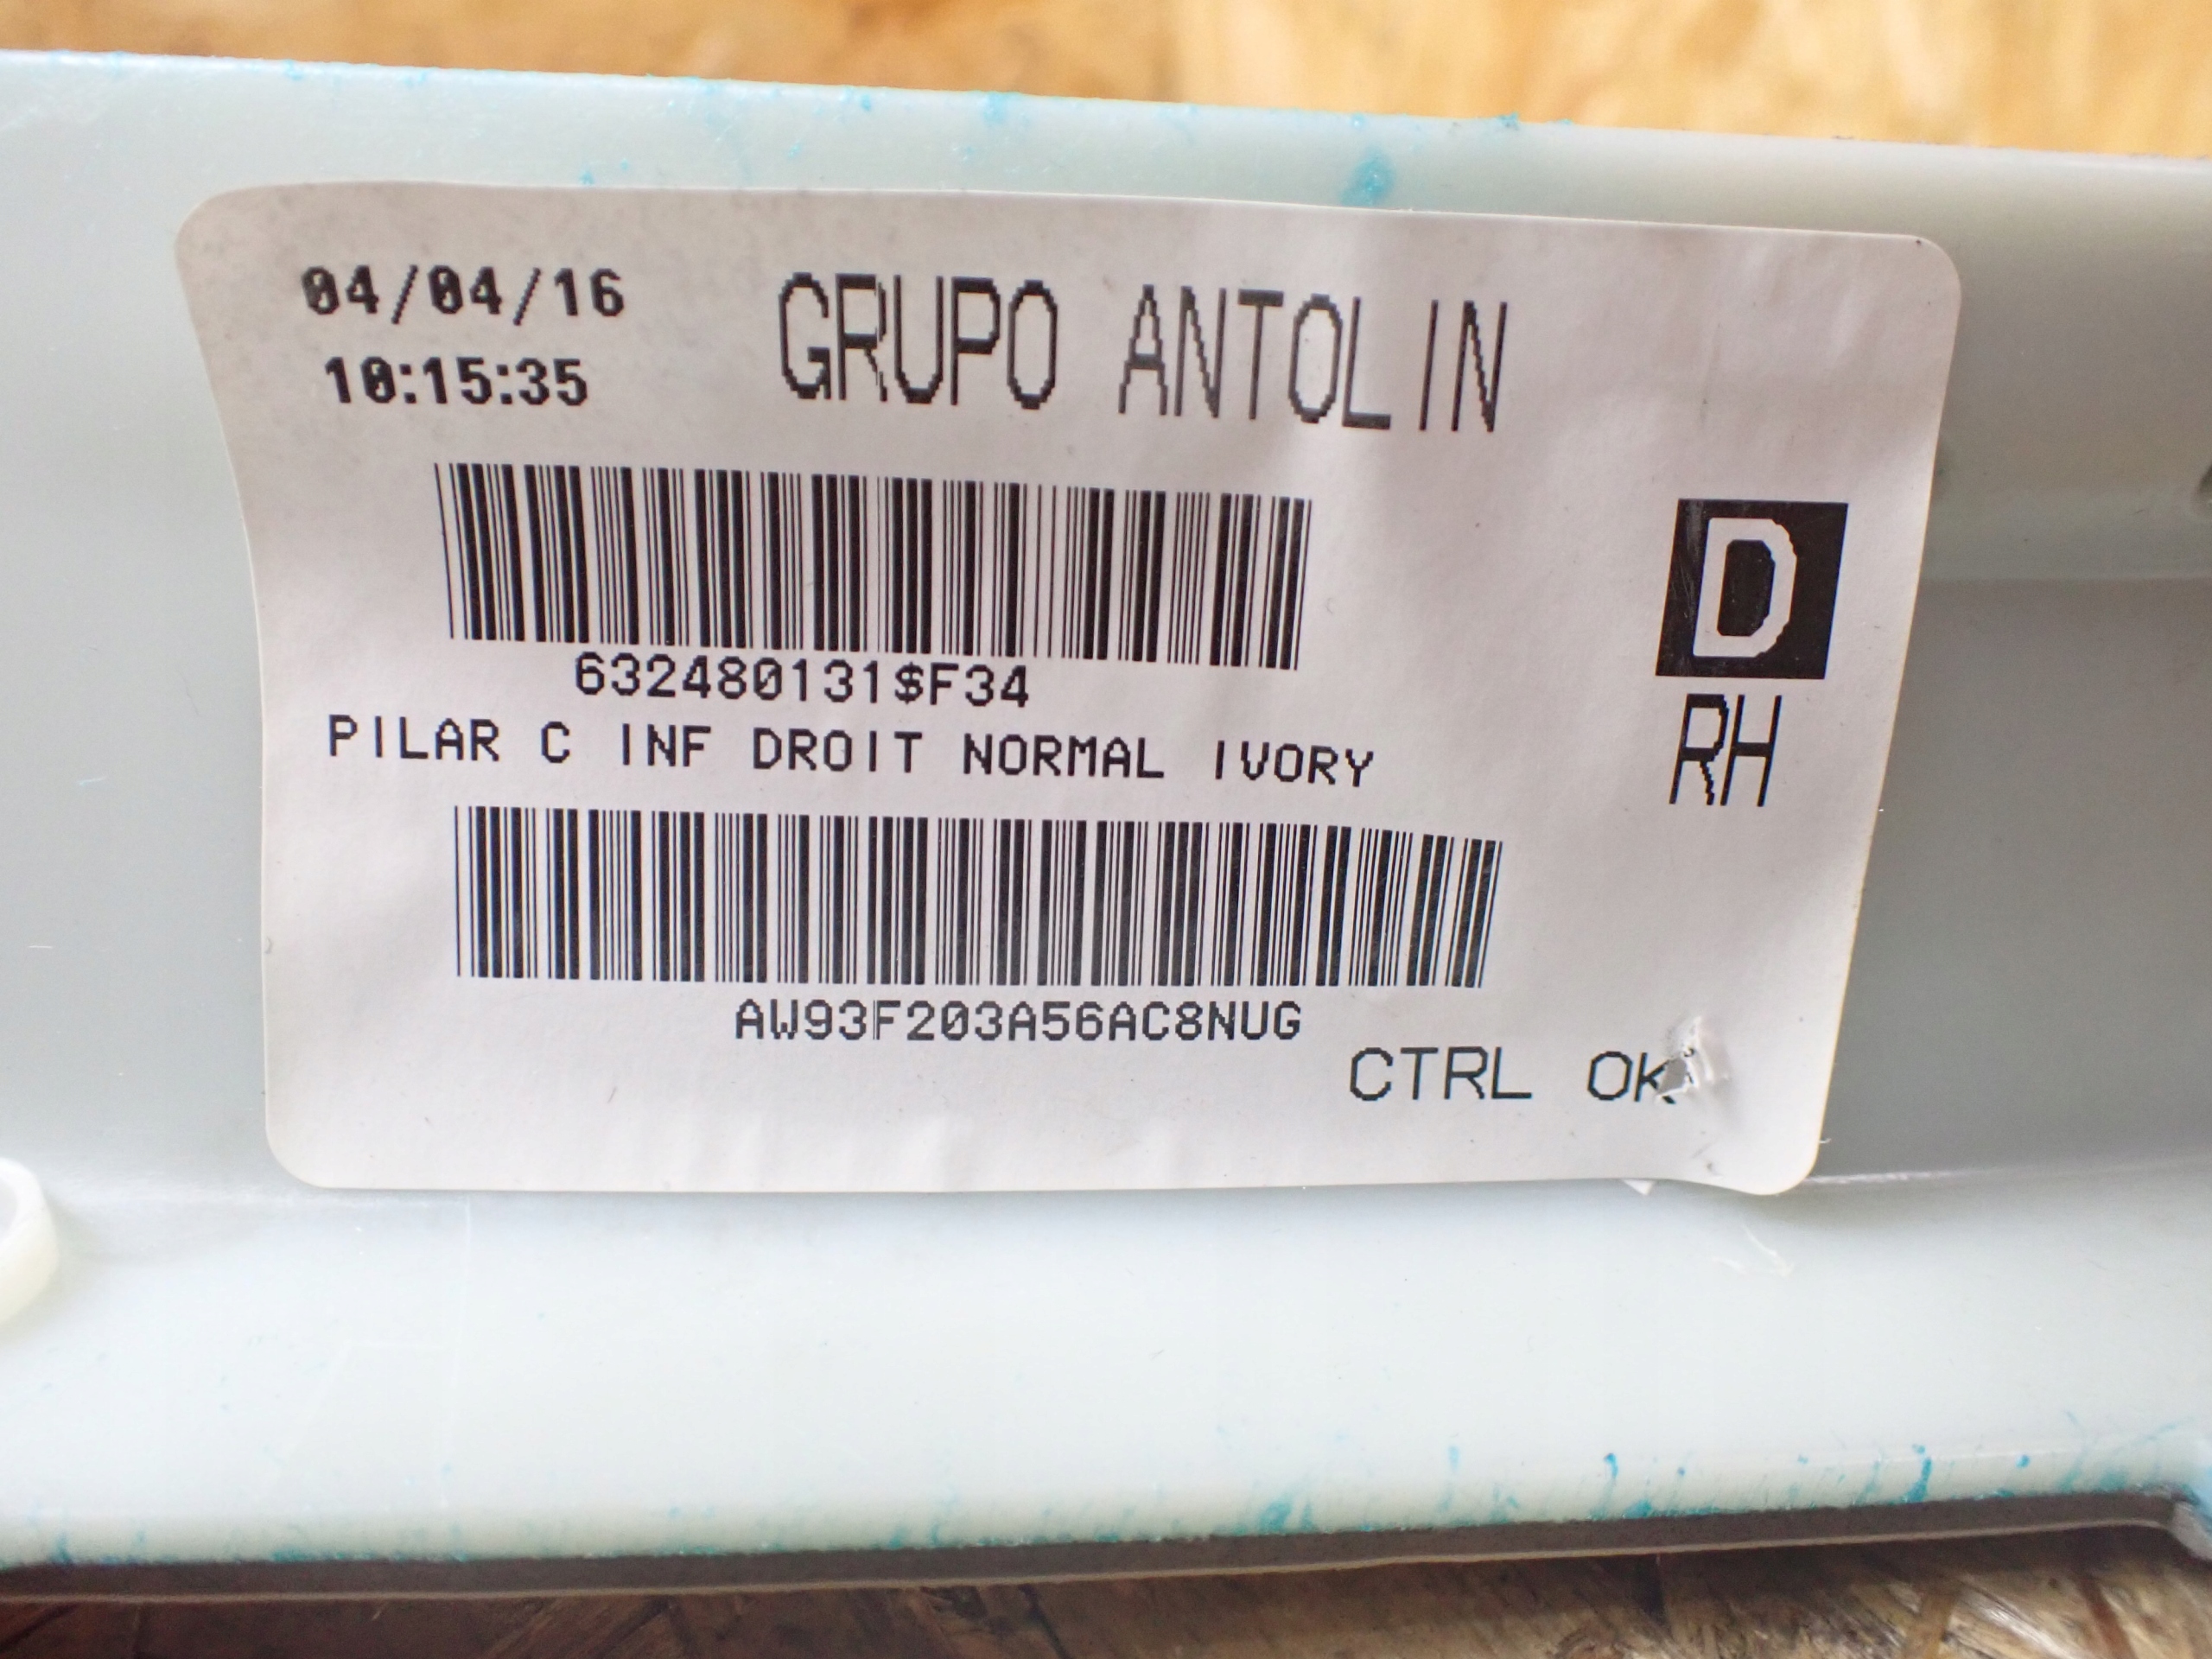 04/04/16 GRUPO ANTOLIN
10:15:35
632480131$F34
D
PILAR C INF DROIT NORMAL IVORY
RH
AW93F203A56AC8NUG
CTRL OK